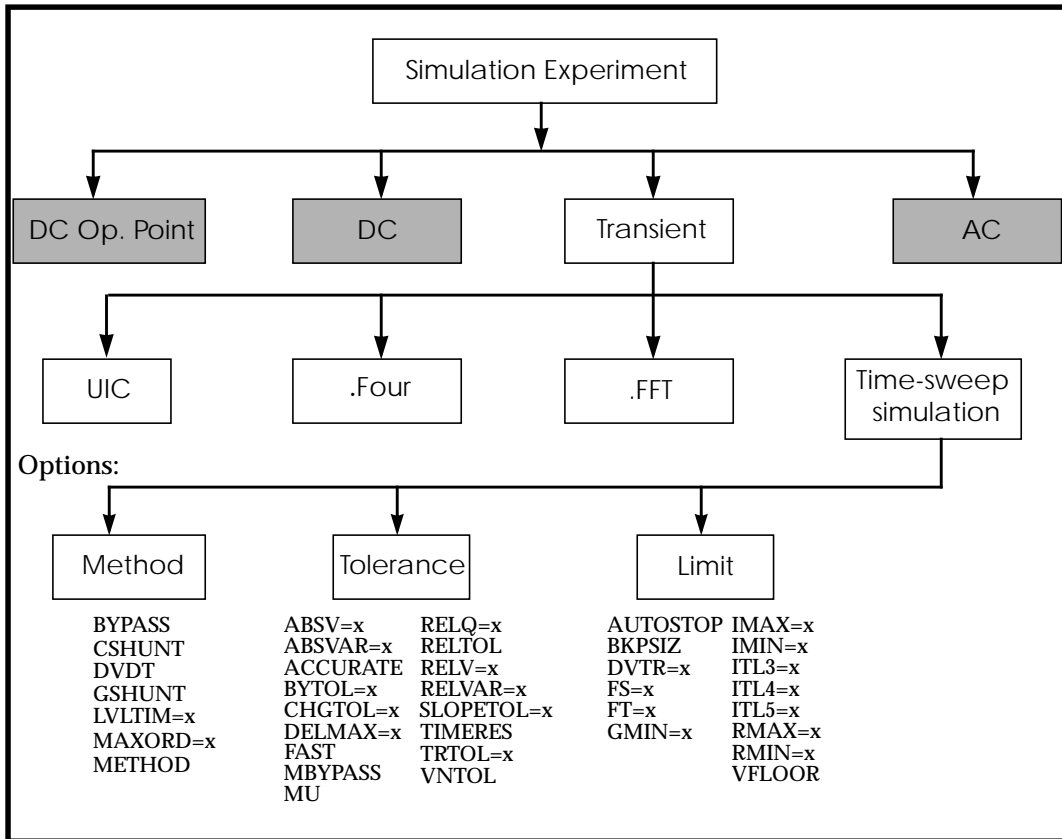 Simulation Experiment
DC Op. Point
DC
Transient
AC
UIC
.Four
.FFT
Time-sweep
simulation
Options:
Method
Tolerance
Limit
BYPASS
CSHUNT
DVDT
GSHUNT
LVLTIM=x
MAXORD=x
METHOD
ABSV=x
ABSVAR=x
ACCURATE
BYTOL=x
CHGTOL=x
DELMAX=x
FAST
MBYPASS
MU
RELQ=x
RELTOL
RELV=x
RELVAR=x
SLOPETOL=x
TIMERES
TRTOL=x
VNTOL
AUTOSTOP
BKPSIZ
DVTR=x
FS=x
FT=x
GMIN=x
IMAX=x
IMIN=x
ITL3=x
ITL4=x
ITL5=x
RMAX=x
RMIN=x
VFLOOR